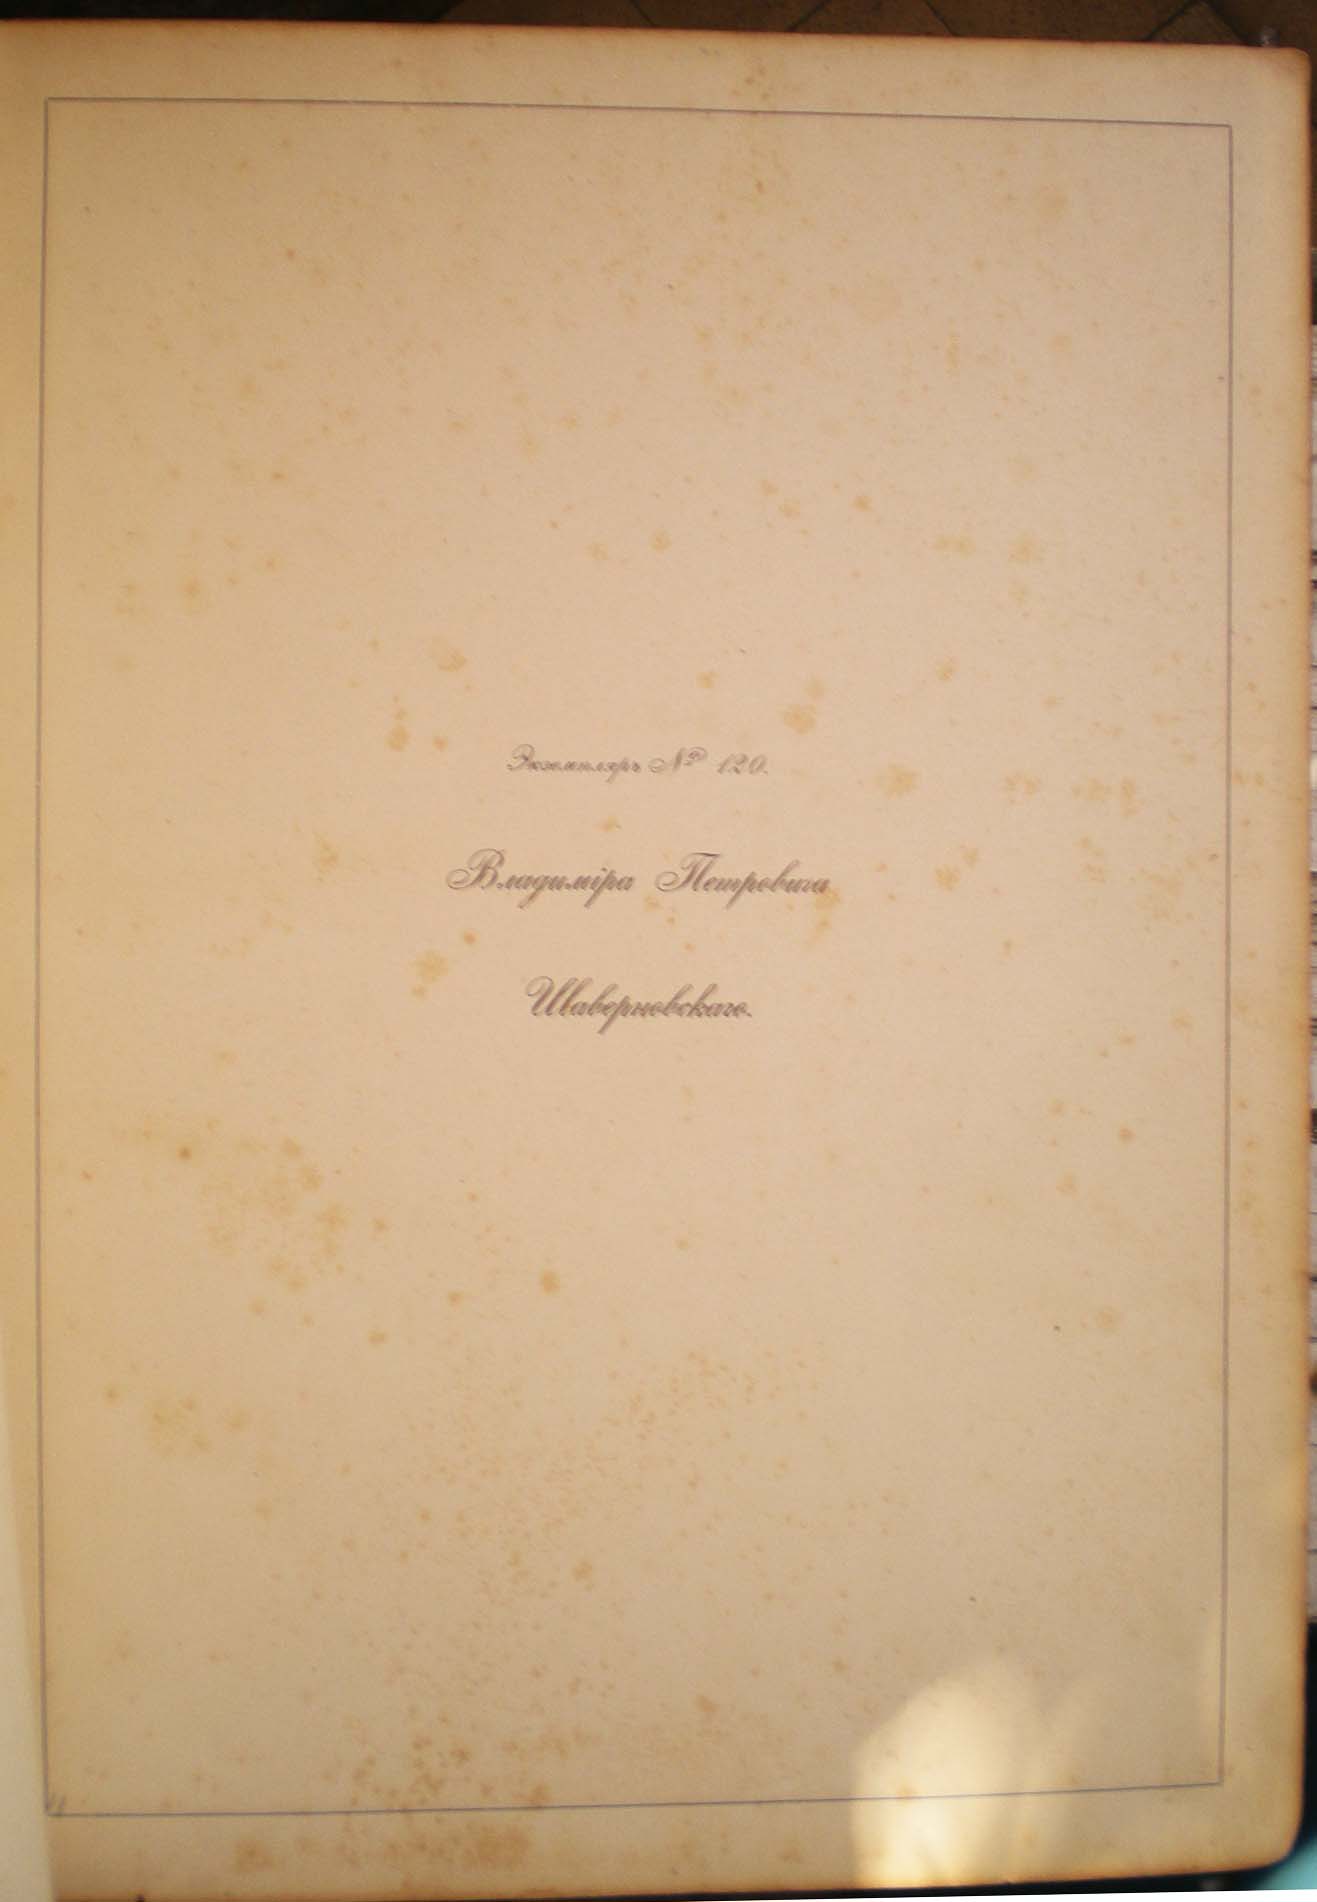 Экземпляръ № 120.
Владиміра Петровича
Шаверновскаго.